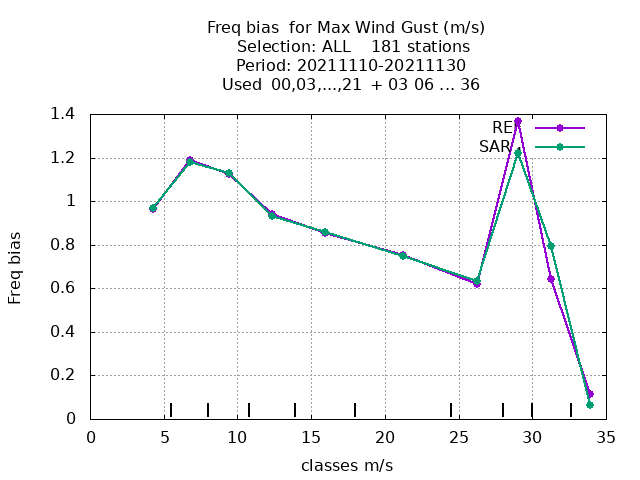 Freq bias for Max Wind Gust (m/s)
Selection: ALL 181 stations
Period: 20211110-20211130
Used 00,03,...,21 + 03 06 ... 36
1.4
1.2
1
0.8
0.6
0.4
0.2
0
0 5 10 15 20 25 30 35
Freq bias
classes m/s
SAR